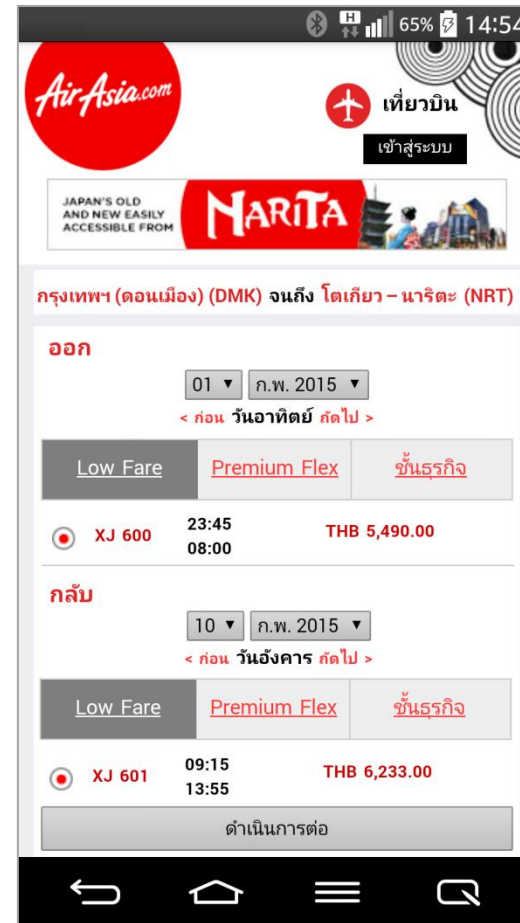 H
65% 14:54
AirAsia.com
เที่ยวบิน
เข้าสู่ระบบ
JAPAN'S OLD
AND NEW EASILY
ACCESSIBLE FROM
NARITA
กรุงเทพฯ (ดอนเมือง) (DMK) จนถึง โตเกียว – นาริตะ (NRT)
ออก
01 ▼ ก.พ. 2015 ▼
< ก่อน วันอาทิตย์ ถัดไป >
Low Fare Premium Flex ชั้นธุรกิจ
XJ 600 23:45 THB 5,490.00
08:00
กลับ
10 ▼ ก.พ. 2015 ▼
< ก่อน วันอังคาร ถัดไป >
Low Fare Premium Flex ชั้นธุรกิจ
XJ 601 09:15 THB 6,233.00
13:55
ดำเนินการต่อ